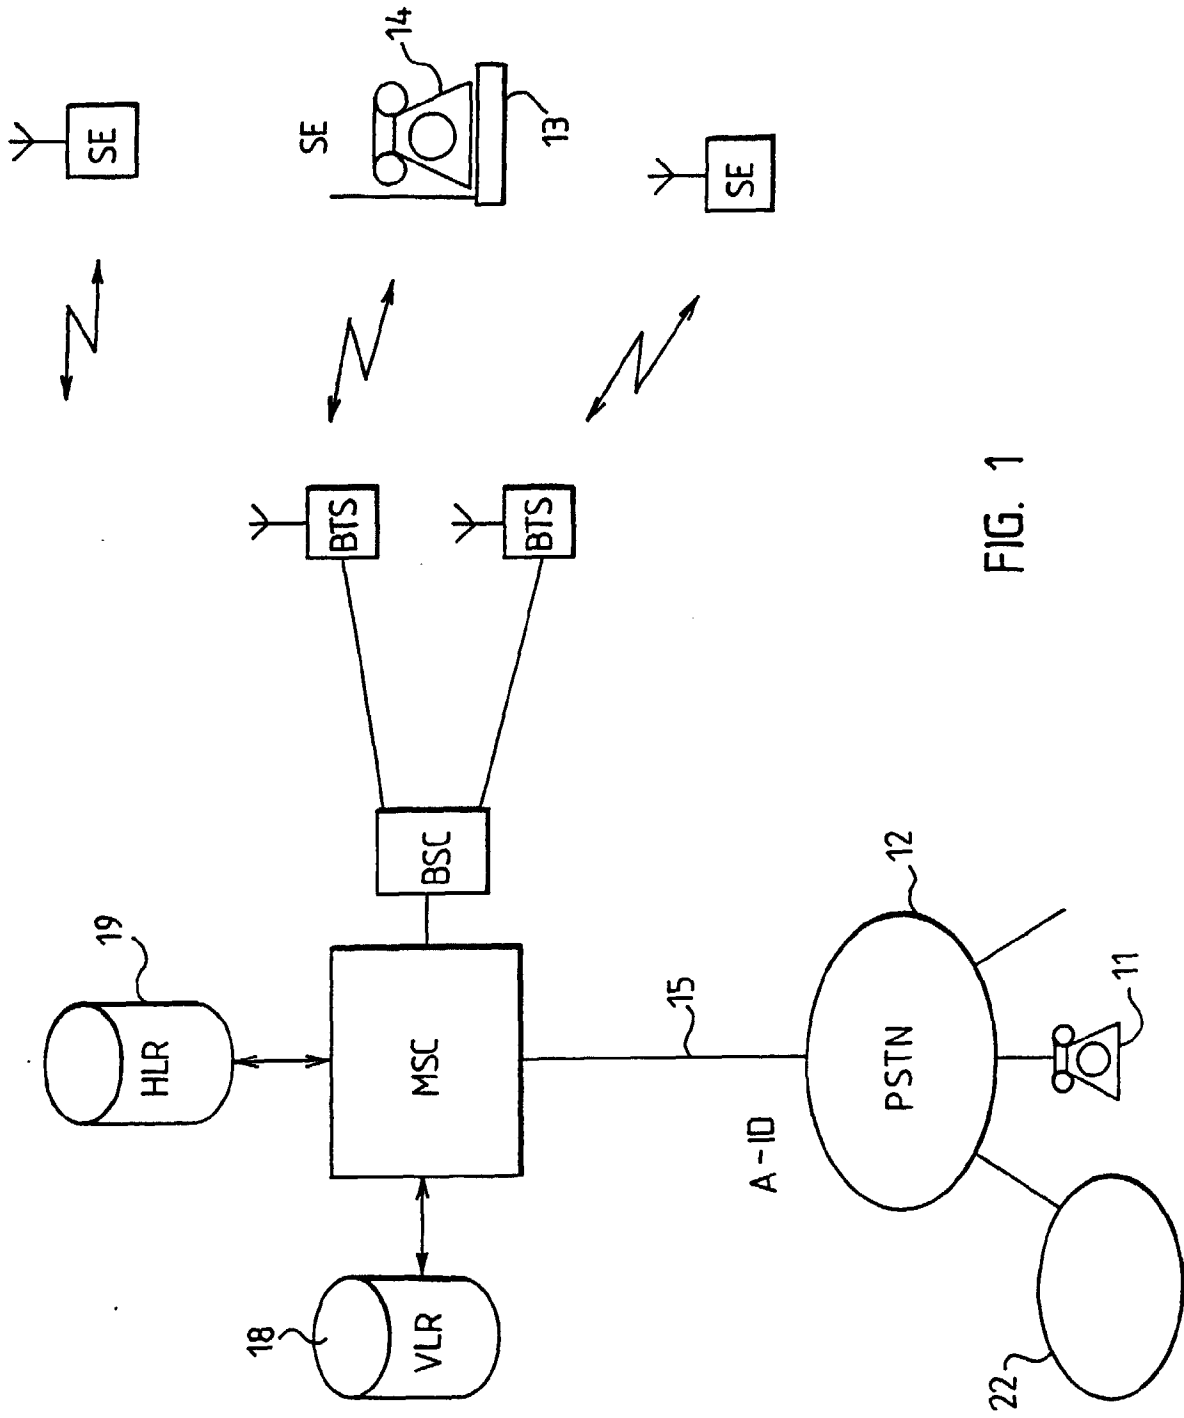 SE
14
SE
13
SE
BTS
BTS
19
HLR
BSC
MSC
18
VLR
15
A-ID
12
PSTN
11
22
FIG. 1